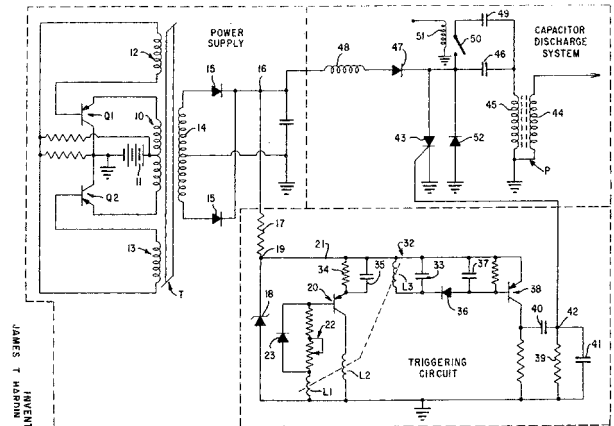 POWER
SUPPLY
CAPACITOR
DISCHARGE
SYSTEM
12
15
16
48
47
51
50
49
46
Q1
10
14
45
44
43
52
11
P
Q2
15
13
T
17
19
21
34
35
32
33
37
L3
38
18
20
22
36
40
42
23
TRIGGERING
CIRCUIT
39
41
L2
L1
INVENT
JAMES T HARDIN